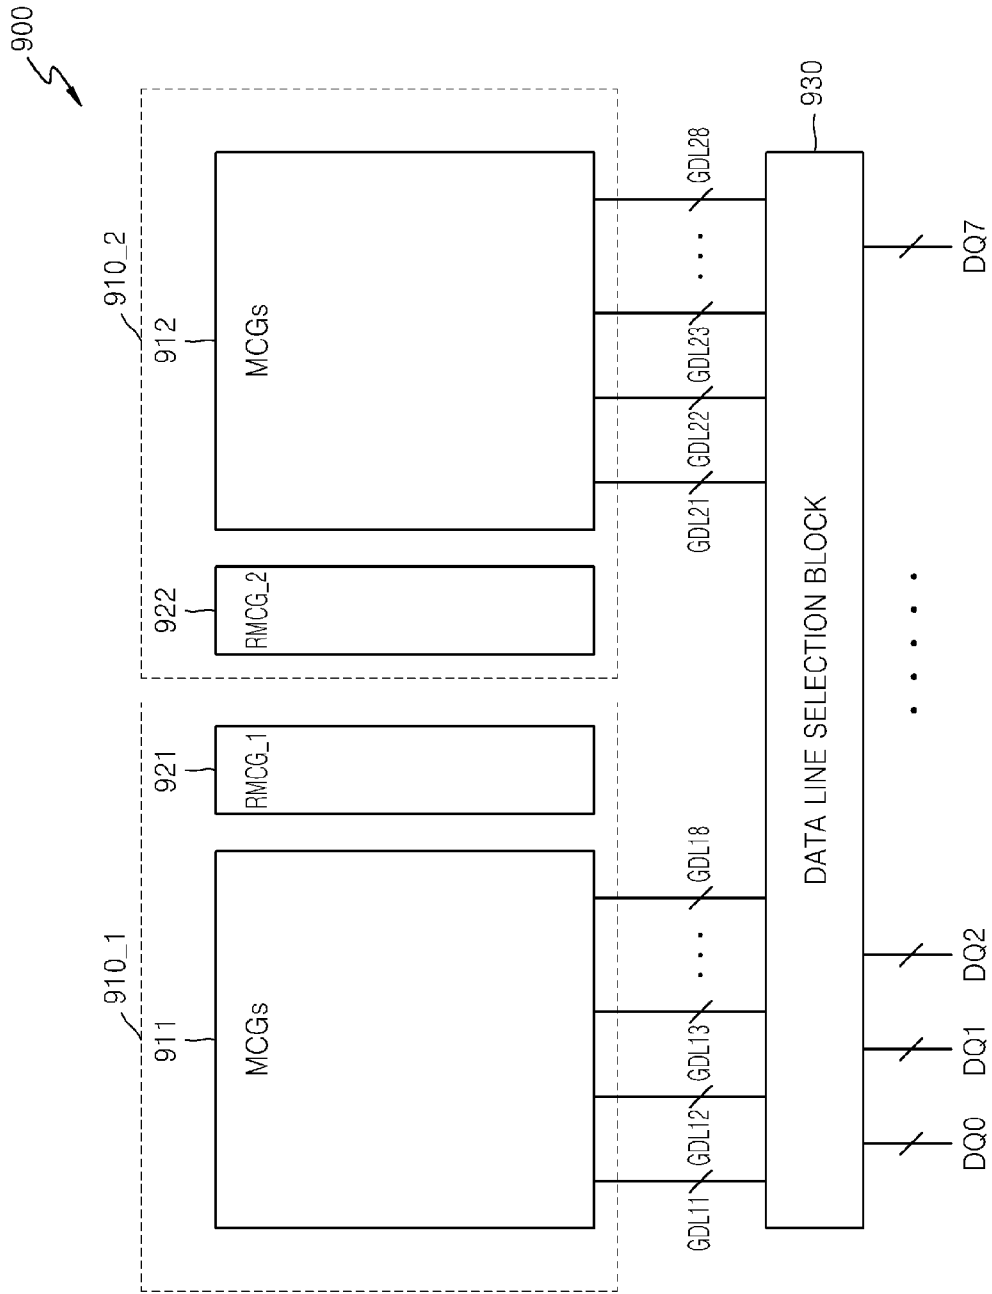 900
910_1
910_2
911
921
922
912
MCGs
RMCG_1
RMCG_2
MCGs
GDL11
GDL12
GDL13
GDL18
GDL21
GDL22
GDL23
GDL28
930
DATA LINE SELECTION BLOCK
DQ0
DQ1
DQ2
DQ7